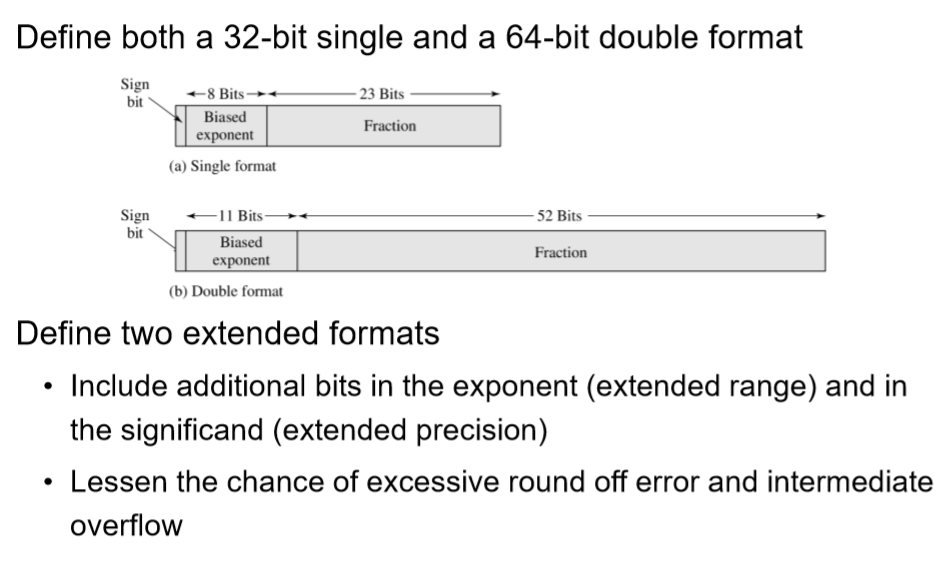 Define both a 32-bit single and a 64-bit double format
Sign
bit
8 Bits
23 Bits
Biased
exponent
Fraction
(a) Single format
Sign
bit
11 Bits
52 Bits
Biased
exponent
Fraction
(b) Double format
Define two extended formats
• Include additional bits in the exponent (extended range) and in
the significand (extended precision)
• Lessen the chance of excessive round off error and intermediate
overflow